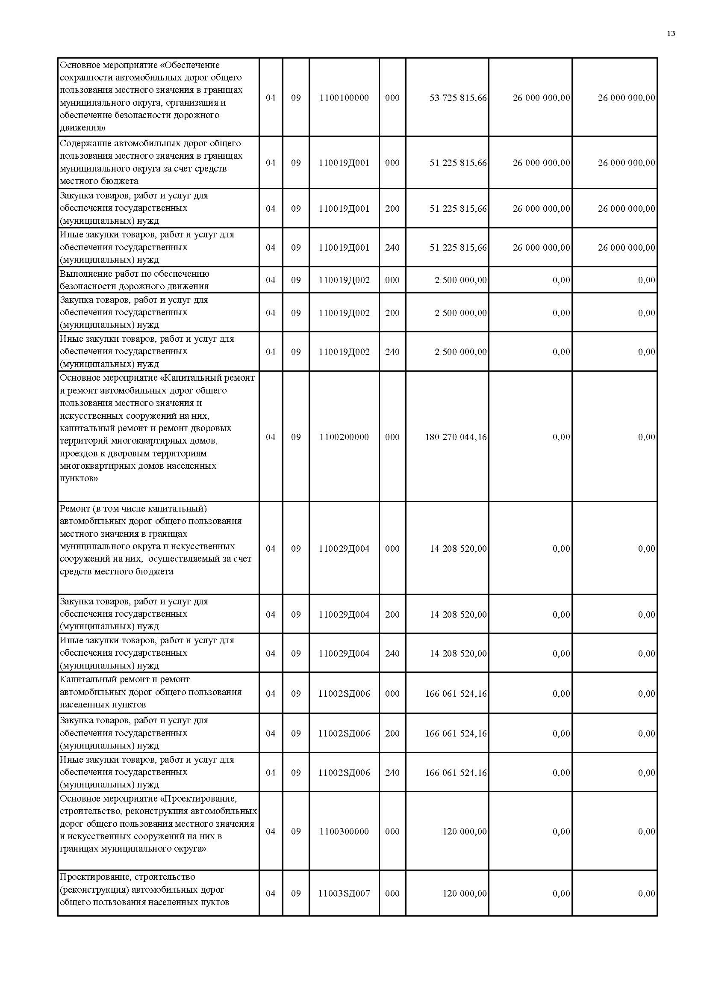 13
Основное мероприятие «Обеспечение
сохранности автомобильных дорог общего
пользования местного значения в границах
муниципального округа, организация и
обеспечение безопасности дорожного
движения»
04 09 1100100000 000 53 725 815,66 26 000 000,00 26 000 000,00
Содержание автомобильных дорог общего
пользования местного значения в границах
муниципального округа за счет средств
местного бюджета
04 09 110019Д001 000 51 225 815,66 26 000 000,00 26 000 000,00
Закупка товаров, работ и услуг для
обеспечения государственных
(муниципальных) нужд
04 09 110019Д001 200 51 225 815,66 26 000 000,00 26 000 000,00
Иные закупки товаров, работ и услуг для
обеспечения государственных
(муниципальных) нужд
04 09 110019Д001 240 51 225 815,66 26 000 000,00 26 000 000,00
Выполнение работ по обеспечению
безопасности дорожного движения
04 09 110019Д002 000 2 500 000,00 0,00 0,00
Закупка товаров, работ и услуг для
обеспечения государственных
(муниципальных) нужд
04 09 110019Д002 200 2 500 000,00 0,00 0,00
Иные закупки товаров, работ и услуг для
обеспечения государственных
(муниципальных) нужд
04 09 110019Д002 240 2 500 000,00 0,00 0,00
Основное мероприятие «Капитальный ремонт
и ремонт автомобильных дорог общего
пользования местного значения и
искусственных сооружений на них,
капитальный ремонт и ремонт дворовых
территорий многоквартирных домов,
проездов к дворовым территориям
многоквартирных домов населенных
пунктов»
04 09 1100200000 000 180 270 044,16 0,00 0,00
Ремонт (в том числе капитальный)
автомобильных дорог общего пользования
местного значения в границах
муниципального округа и искусственных
сооружений на них, осуществляемый за счет
средств местного бюджета
04 09 110029Д004 000 14 208 520,00 0,00 0,00
Закупка товаров, работ и услуг для
обеспечения государственных
(муниципальных) нужд
04 09 110029Д004 200 14 208 520,00 0,00 0,00
Иные закупки товаров, работ и услуг для
обеспечения государственных
(муниципальных) нужд
04 09 110029Д004 240 14 208 520,00 0,00 0,00
Капитальный ремонт и ремонт
автомобильных дорог общего пользования
населенных пунктов
04 09 11002SД006 000 166 061 524,16 0,00 0,00
Закупка товаров, работ и услуг для
обеспечения государственных
(муниципальных) нужд
04 09 11002SД006 200 166 061 524,16 0,00 0,00
Иные закупки товаров, работ и услуг для
обеспечения государственных
(муниципальных) нужд
04 09 11002SД006 240 166 061 524,16 0,00 0,00
Основное мероприятие «Проектирование,
строительство, реконструкция автомобильных
дорог общего пользования местного значения
и искусственных сооружений на них в
границах муниципального округа»
04 09 1100300000 000 120 000,00 0,00 0,00
Проектирование, строительство
(реконструкция) автомобильных дорог
общего пользования населенных пуктов
04 09 11003SД007 000 120 000,00 0,00 0,00